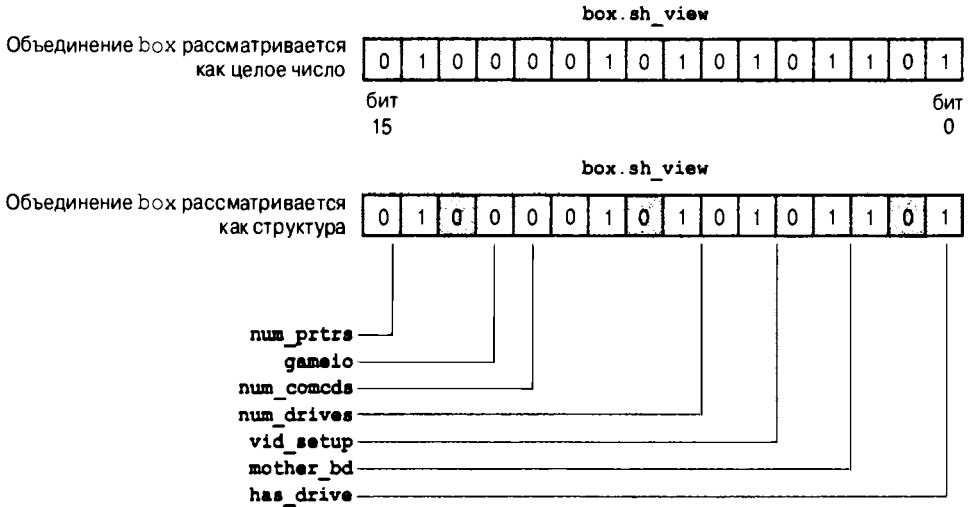 box.sh_view
Объединение box рассматривается
как целое число
0 1 0 0 0 0 1 0 1 0 1 0 1 1 0 1
бит
15
бит
0
box.sh_view
Объединение box рассматривается
как структура
0 1 0 0 0 0 1 0 1 0 1 0 1 1 0 1
num_prtrs
gameio
num_comcds
num_drives
vid_setup
mother_bd
has_drive